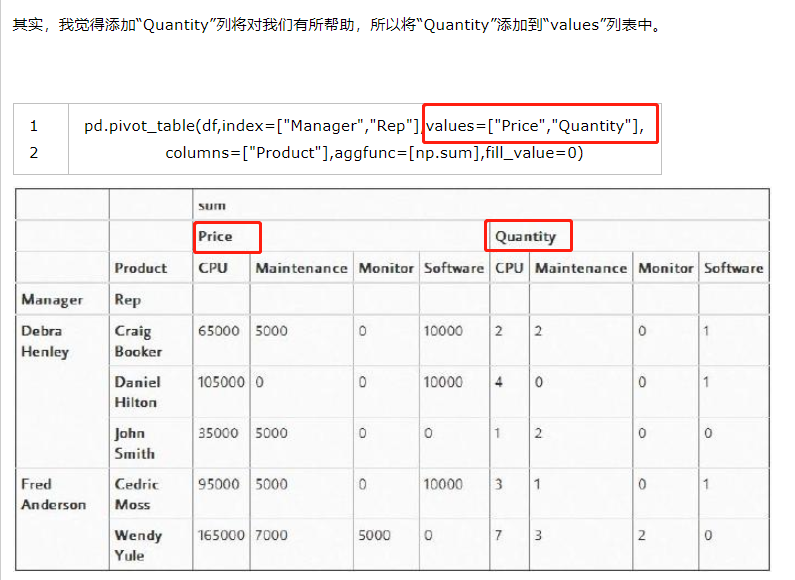 其实，我觉得添加“Quantity”列将对我们有所帮助，所以将“Quantity”添加到“values”列表中。
1 pd.pivot_table(df,index=["Manager","Rep"],values=["Price","Quantity"],
2 columns=["Product"],aggfunc=[np.sum],fill_value=0)
sum
Price Quantity
Product CPU Maintenance Monitor Software CPU Maintenance Monitor Software
Manager Rep
Debra Craig 65000 5000 0 10000 2 2 0 1
Henley Booker
Daniel 105000 0 0 10000 4 0 0 1
Hilton
John 35000 5000 0 0 1 2 0 0
Smith
Fred Cedric 95000 5000 0 10000 3 1 0 1
Anderson Moss
Wendy 165000 7000 5000 0 7 3 2 0
Yule